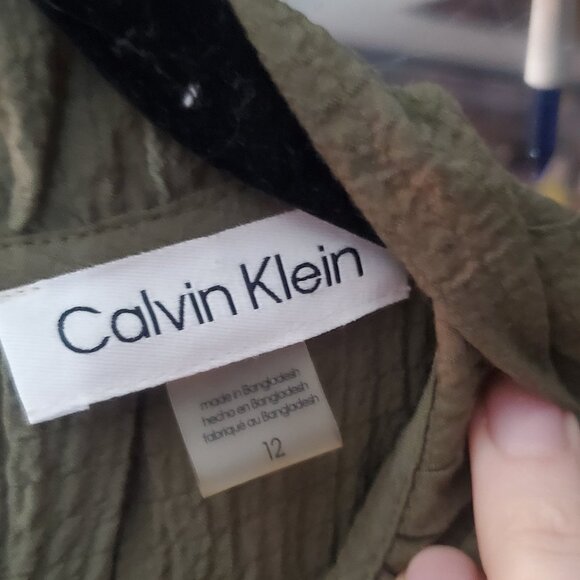 Calvin Klein
made in Bangladesh
hecho en Bangladesh
fabriqué au Bangladesh
12